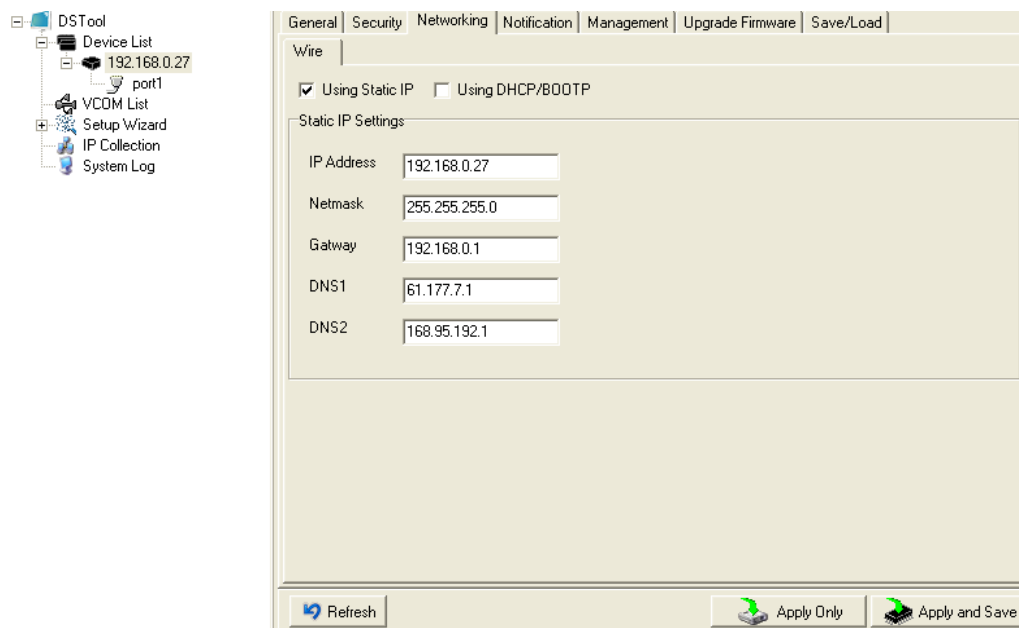 DSTool
Device List
192.168.0.27
port1
VCOM List
Setup Wizard
IP Collection
System Log
General Security Networking Notification Management Upgrade Firmware Save/Load
Wire
Using Static IP Using DHCP/BOOTP
Static IP Settings
IP Address 192.168.0.27
Netmask 255.255.255.0
Gatway 192.168.0.1
DNS1 61.177.7.1
DNS2 168.95.192.1
Refresh Apply Only Apply and Save